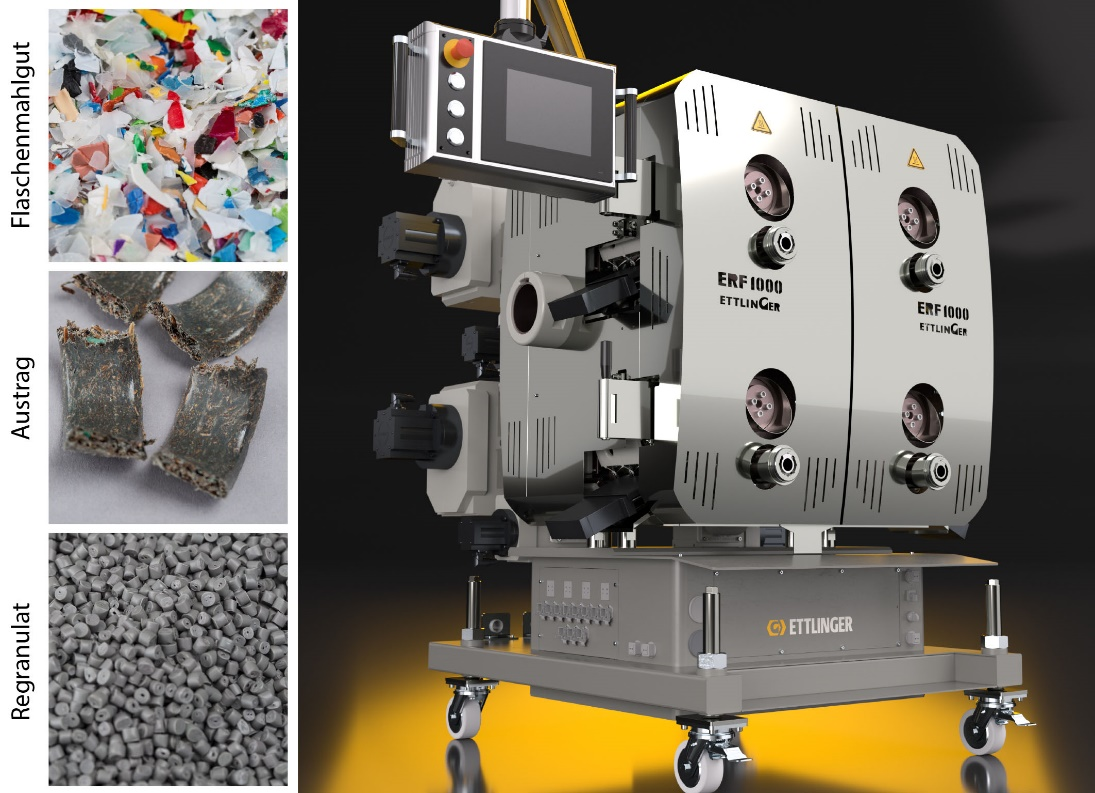 Flaschenmahlgut
Austrag
Regranulat
ERF 1000
ETTLINGER
ERF 1000
ETTLINGER
ETTLINGER